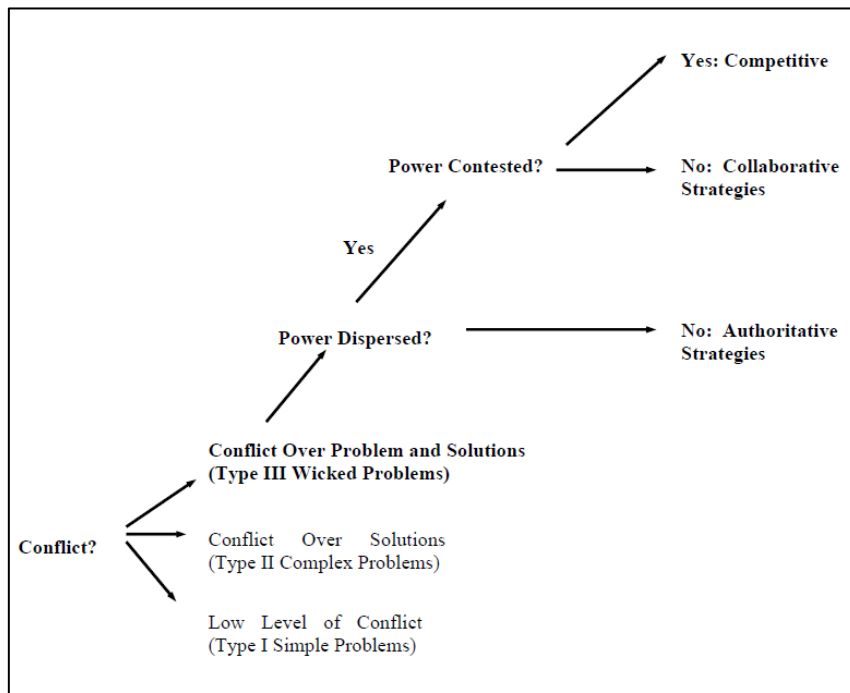 Yes: Competitive
Power Contested?
No: Collaborative
Strategies
Yes
Power Dispersed?
No: Authoritative
Strategies
Conflict Over Problem and Solutions
(Type III Wicked Problems)
Conflict?
Conflict Over Solutions
(Type II Complex Problems)
Low Level of Conflict
(Type I Simple Problems)